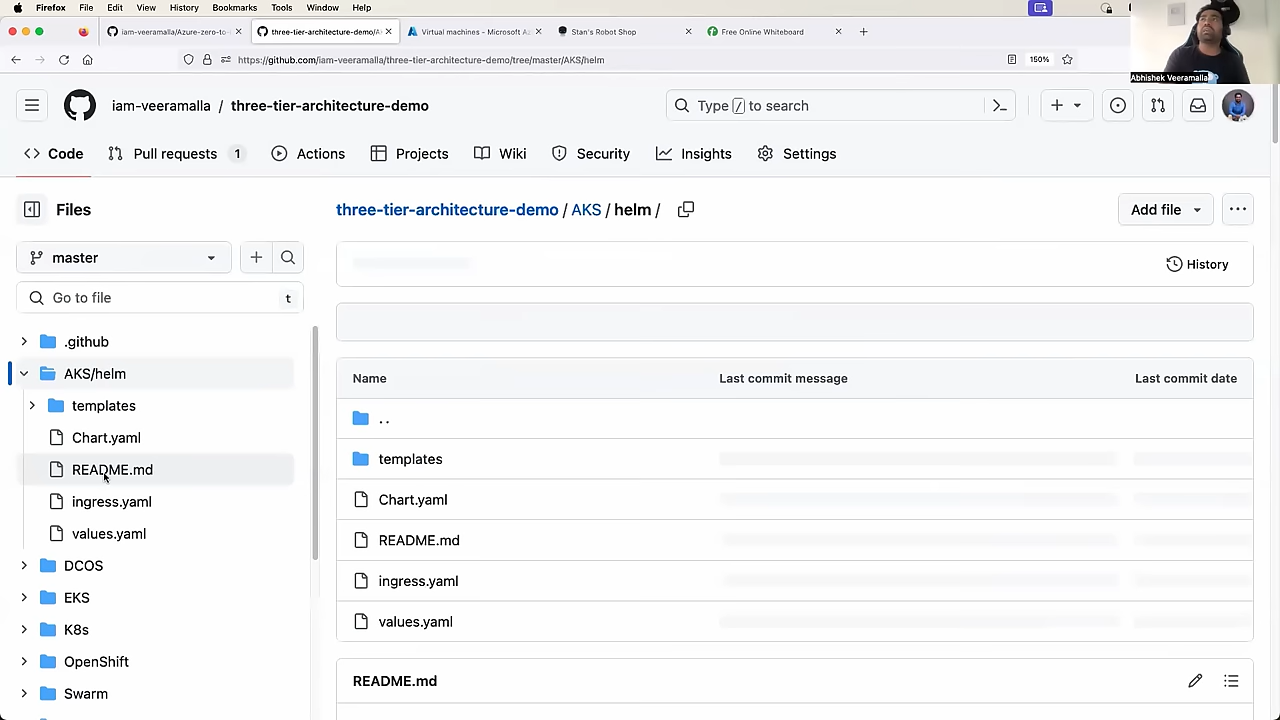 Firefox File Edit View History Bookmarks Tools Window Help
iam-veeramalla/Azure-zero-to-
three-tier-architecture-demo/A
Virtual machines - Microsoft A
Stan's Robot Shop
Free Online Whiteboard
https://github.com/iam-veeramalla/three-tier-architecture-demo/tree/master/AKS/helm
150%
Abhishek Veeramalla
iam-veeramalla / three-tier-architecture-demo
Type / to search
Code
Pull requests 1
Actions
Projects
Wiki
Security
Insights
Settings
Files
three-tier-architecture-demo / AKS / helm /
Add file
master
History
Go to file
t
.github
AKS/helm
templates
Chart.yaml
README.md
ingress.yaml
values.yaml
DCOS
EKS
K8s
OpenShift
Swarm
Name
Last commit message
Last commit date
..
templates
Chart.yaml
README.md
ingress.yaml
values.yaml
README.md